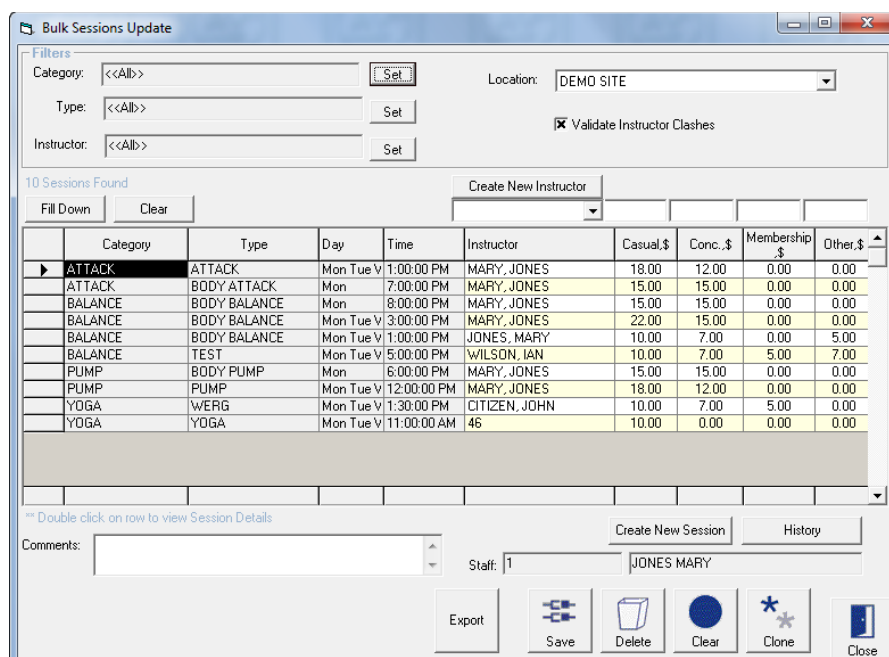 Bulk Sessions Update
Filters
Category: <<All>> Set Location: DEMO SITE
Type: <<All>> Set
Validate Instructor Clashes
Instructor: <<All>> Set
10 Sessions Found
Create New Instructor
Fill Down Clear
Category Type Day Time Instructor Casual,$ Conc.,$ Membership ,$ Other,$
ATTACK ATTACK Mon Tue V 1:00:00 PM MARY, JONES 18.00 12.00 0.00 0.00
ATTACK BODY ATTACK Mon 7:00:00 PM MARY, JONES 15.00 15.00 0.00 0.00
BALANCE BODY BALANCE Mon 8:00:00 PM MARY, JONES 15.00 15.00 0.00 0.00
BALANCE BODY BALANCE Mon Tue V 3:00:00 PM MARY, JONES 22.00 15.00 0.00 0.00
BALANCE BODY BALANCE Mon Tue V 1:00:00 PM JONES, MARY 10.00 7.00 0.00 5.00
BALANCE TEST Mon Tue V 5:00:00 PM WILSON, IAN 10.00 7.00 5.00 7.00
PUMP BODY PUMP Mon 6:00:00 PM MARY, JONES 15.00 15.00 0.00 0.00
PUMP PUMP Mon Tue V 12:00:00 PM MARY, JONES 18.00 12.00 0.00 0.00
YOGA WERG Mon Tue V 1:30:00 PM CITIZEN, JOHN 10.00 7.00 5.00 0.00
YOGA YOGA Mon Tue V 11:00:00 AM 46 10.00 0.00 0.00 0.00
** Double click on row to view Session Details
Create New Session History
Comments:
Staff: 1 JONES MARY
Export Save Delete Clear Clone Close